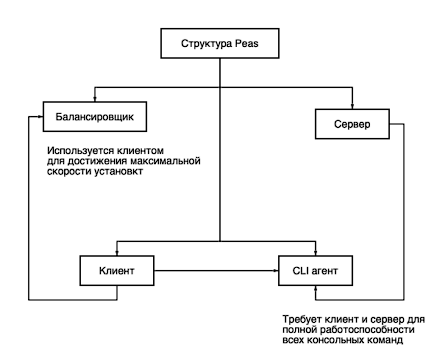 Структура Peas
Балансировщик
Сервер
Используется клиентом
для достижения максимальной
скорости установкт
Клиент
CLI агент
Требует клиент и сервер для
полной работоспособности
всех консольных команд